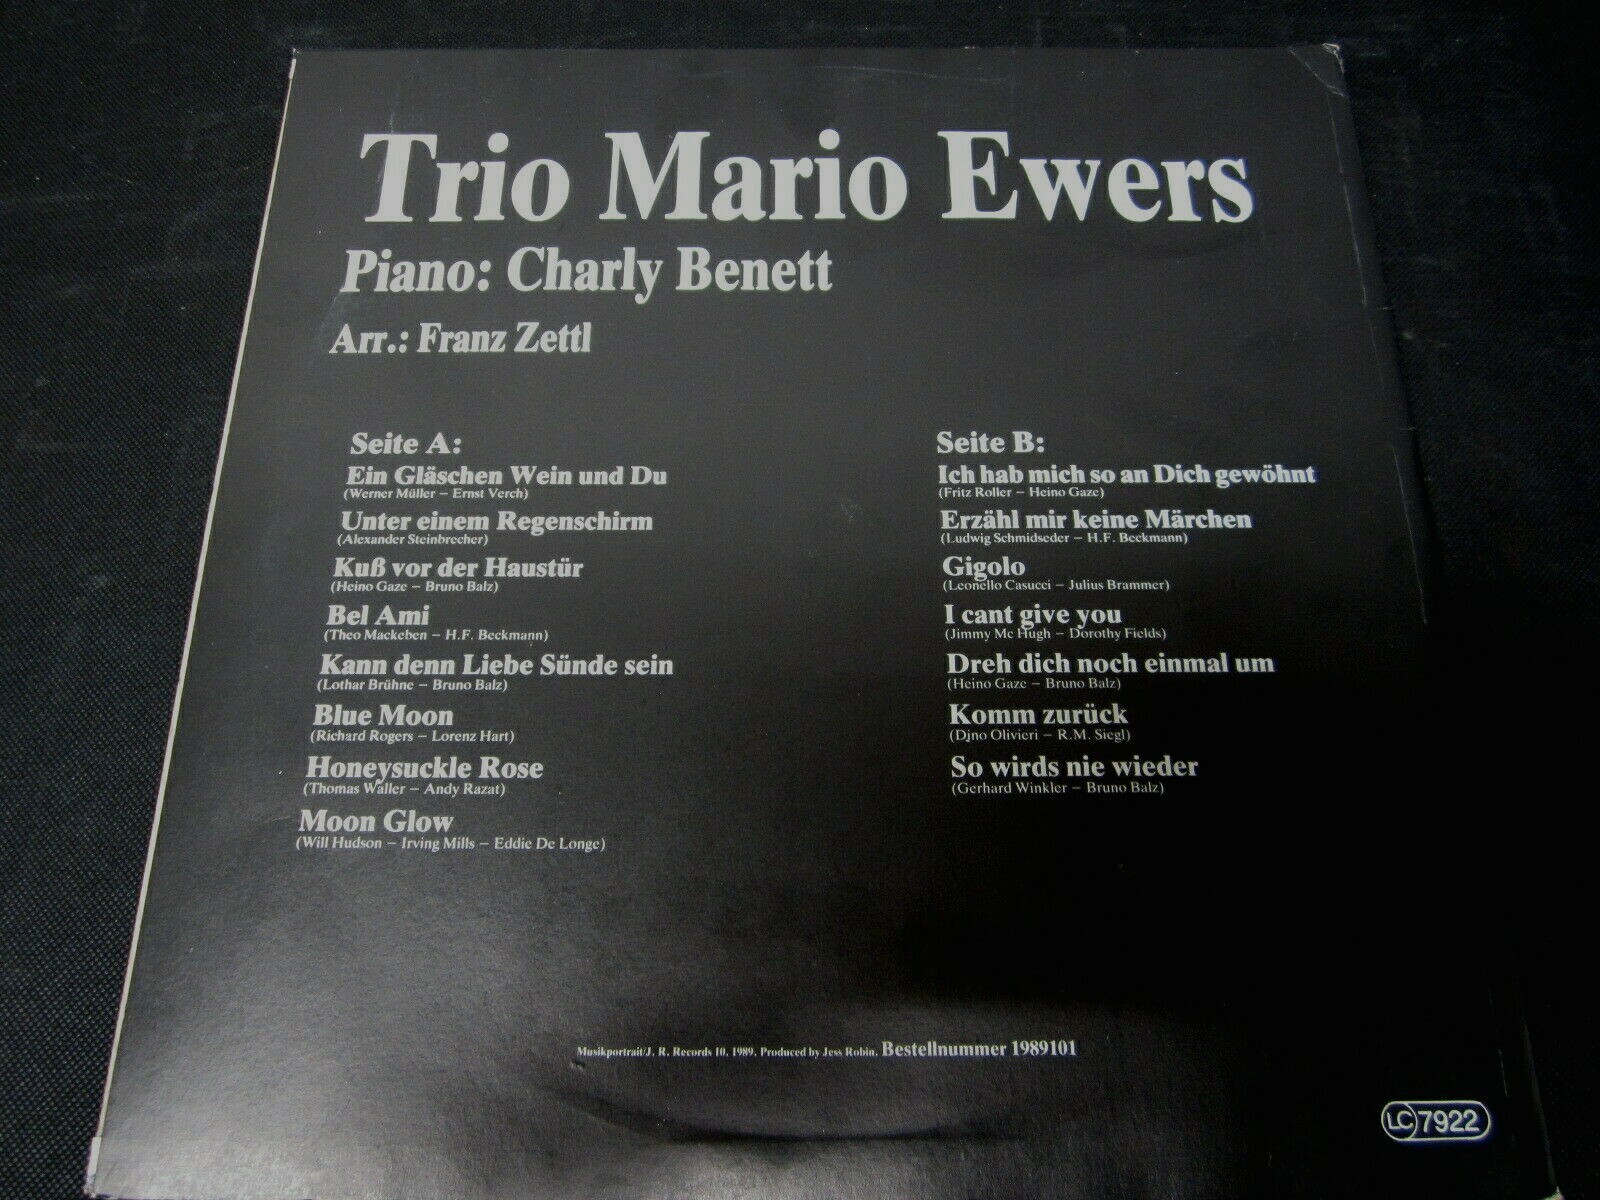 Trio Mario Ewers
Piano: Charly Benett
Arr.: Franz Zettl
Seite A:
Ein Gläschen Wein und Du
(Werner Müller – Ernst Verch)
Unter einem Regenschirm
(Alexander Steinbrecher)
Kuß vor der Haustür
(Heino Gaze – Bruno Balz)
Bel Ami
(Theo Mackeben – H.F. Beckmann)
Kann denn Liebe Sünde sein
(Lothar Brühne – Bruno Balz)
Blue Moon
(Richard Rogers – Lorenz Hart)
Honeysuckle Rose
(Thomas Waller – Andy Razat)
Moon Glow
(Will Hudson – Irving Mills – Eddie De Longe)
Seite B:
Ich hab mich so an Dich gewöhnt
(Fritz Roller – Heino Gaze)
Erzähl mir keine Märchen
(Ludwig Schmidseder – H.F. Beckmann)
Gigolo
(Leonello Casucci – Julius Brammer)
I cant give you
(Jimmy Mc Hugh – Dorothy Fields)
Dreh dich noch einmal um
(Heino Gaze – Bruno Balz)
Komm zurück
(Dino Olivieri – R.M. Siegl)
So wirds nie wieder
(Gerhard Winkler – Bruno Balz)
Musikportrait/J. R. Records 10. 1989. Produced by Jess Robin. Bestellnummer 1989101
LC 7922